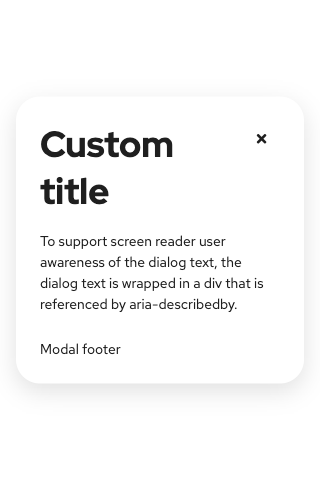 Custom
title
To support screen reader user
awareness of the dialog text, the
dialog text is wrapped in a div that is
referenced by aria-describedby.
Modal footer